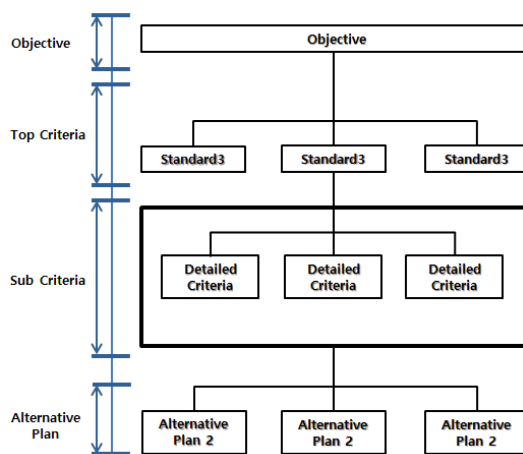 Objective
Objective
Top Criteria
Standard3
Standard3
Standard3
Sub Criteria
Detailed
Criteria
Detailed
Criteria
Detailed
Criteria
Alternative
Plan
Alternative
Plan 2
Alternative
Plan 2
Alternative
Plan 2